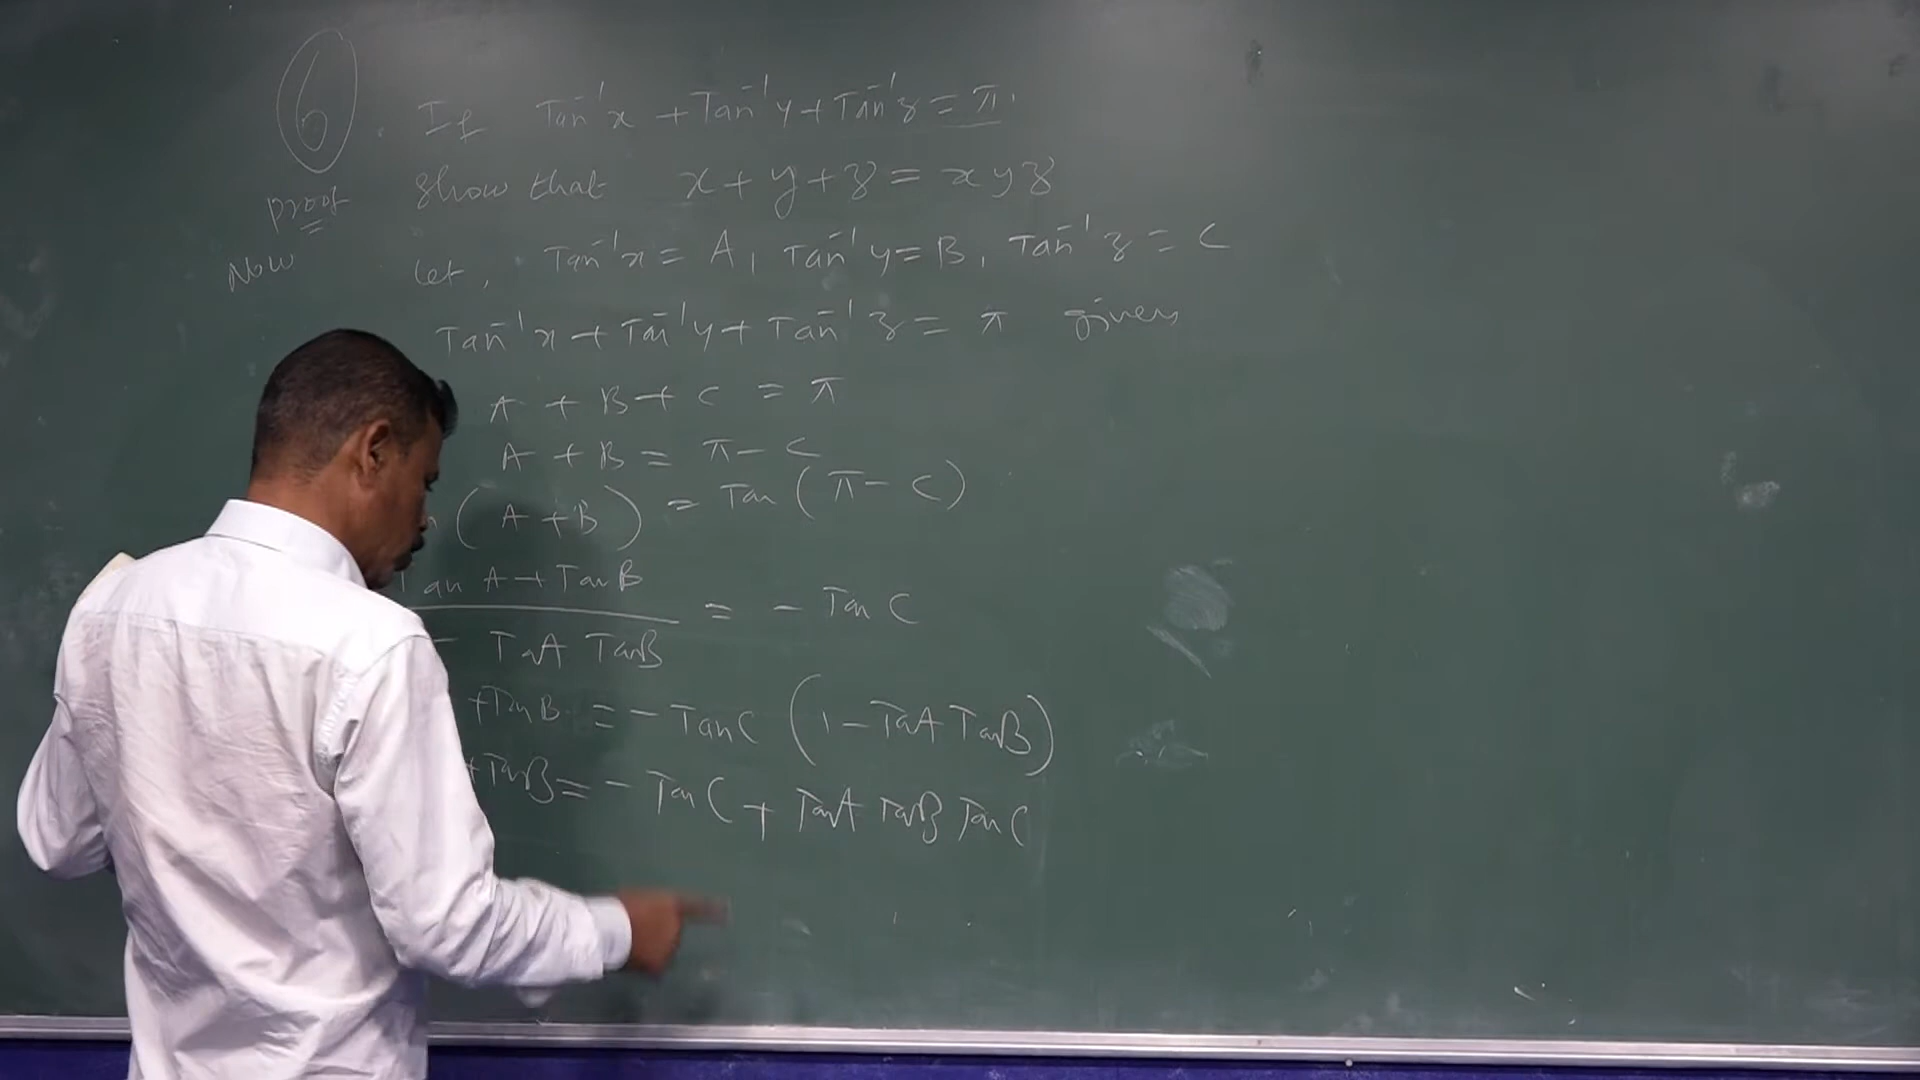 6. If Tan⁻¹x + Tan⁻¹y + Tan⁻¹z = π.
show that x + y + z = xyz
proof
Now let, Tan⁻¹x = A, Tan⁻¹y = B, Tan⁻¹z = C
Tan⁻¹x + Tan⁻¹y + Tan⁻¹z = π given
A + B + C = π
A + B = π - C
n (A + B) = Tan (π - C)
Tan A + Tan B
= - Tan C
- TanA TanB
+TanB = - TanC (1 - TanA TanB)
+TanB = - Tan C + TanA TanB Tan C